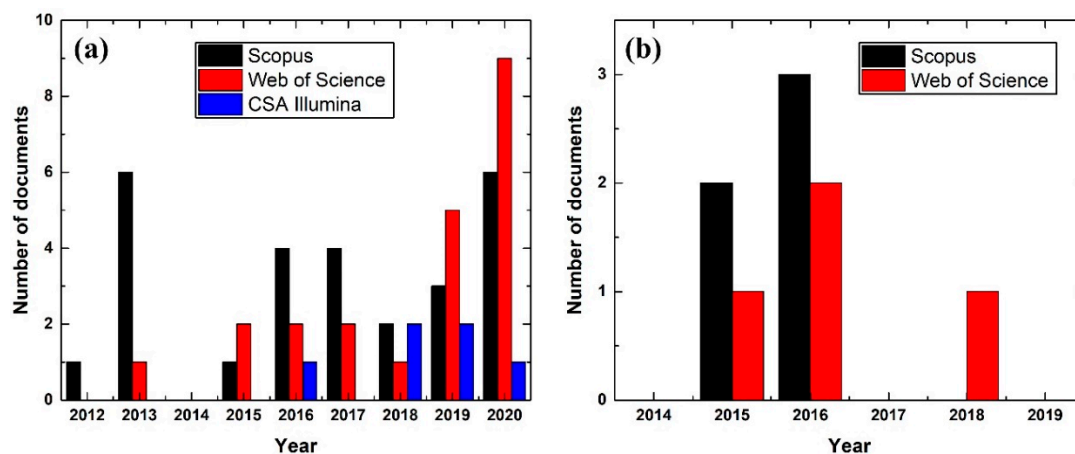 (a)
Scopus
Web of Science
CSA Illumina
Number of documents
10
8
6
4
2
0
2012 2013 2014 2015 2016 2017 2018 2019 2020
Year
(b)
Scopus
Web of Science
Number of documents
3
2
1
0
2014 2015 2016 2017 2018 2019
Year